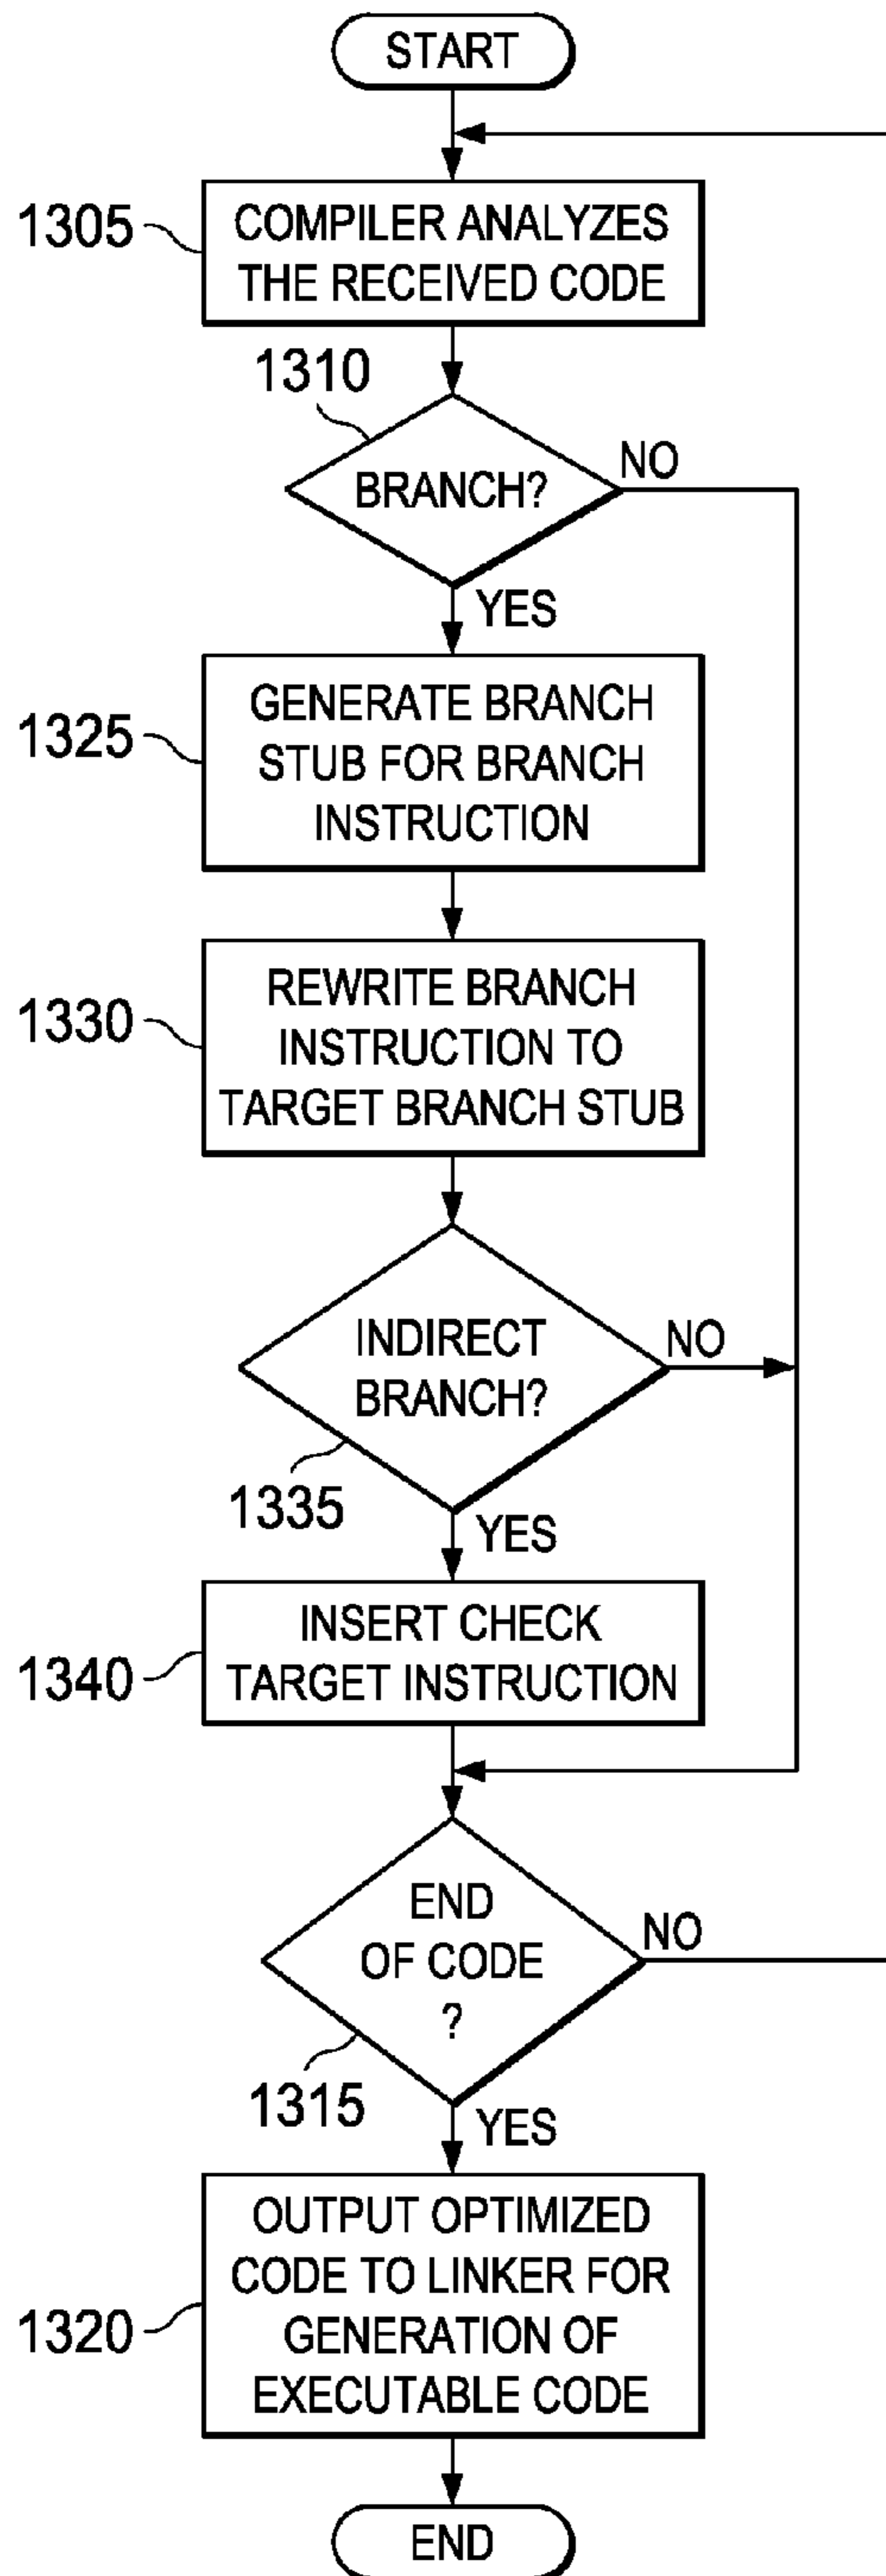 START
1305
COMPILER ANALYZES
THE RECEIVED CODE
1310
BRANCH?
NO
YES
1325
GENERATE BRANCH
STUB FOR BRANCH
INSTRUCTION
1330
REWRITE BRANCH
INSTRUCTION TO
TARGET BRANCH STUB
INDIRECT
BRANCH?
NO
1335
YES
1340
INSERT CHECK
TARGET INSTRUCTION
END
OF CODE
?
NO
1315
YES
1320
OUTPUT OPTIMIZED
CODE TO LINKER FOR
GENERATION OF
EXECUTABLE CODE
END